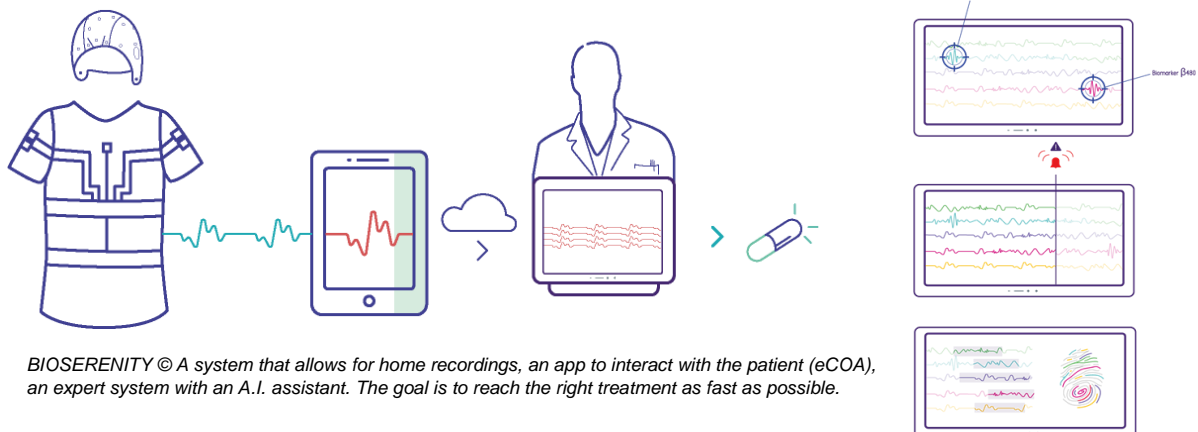 Biomarker β480
BIOSERENITY © A system that allows for home recordings, an app to interact with the patient (eCOA),
an expert system with an A.I. assistant. The goal is to reach the right treatment as fast as possible.